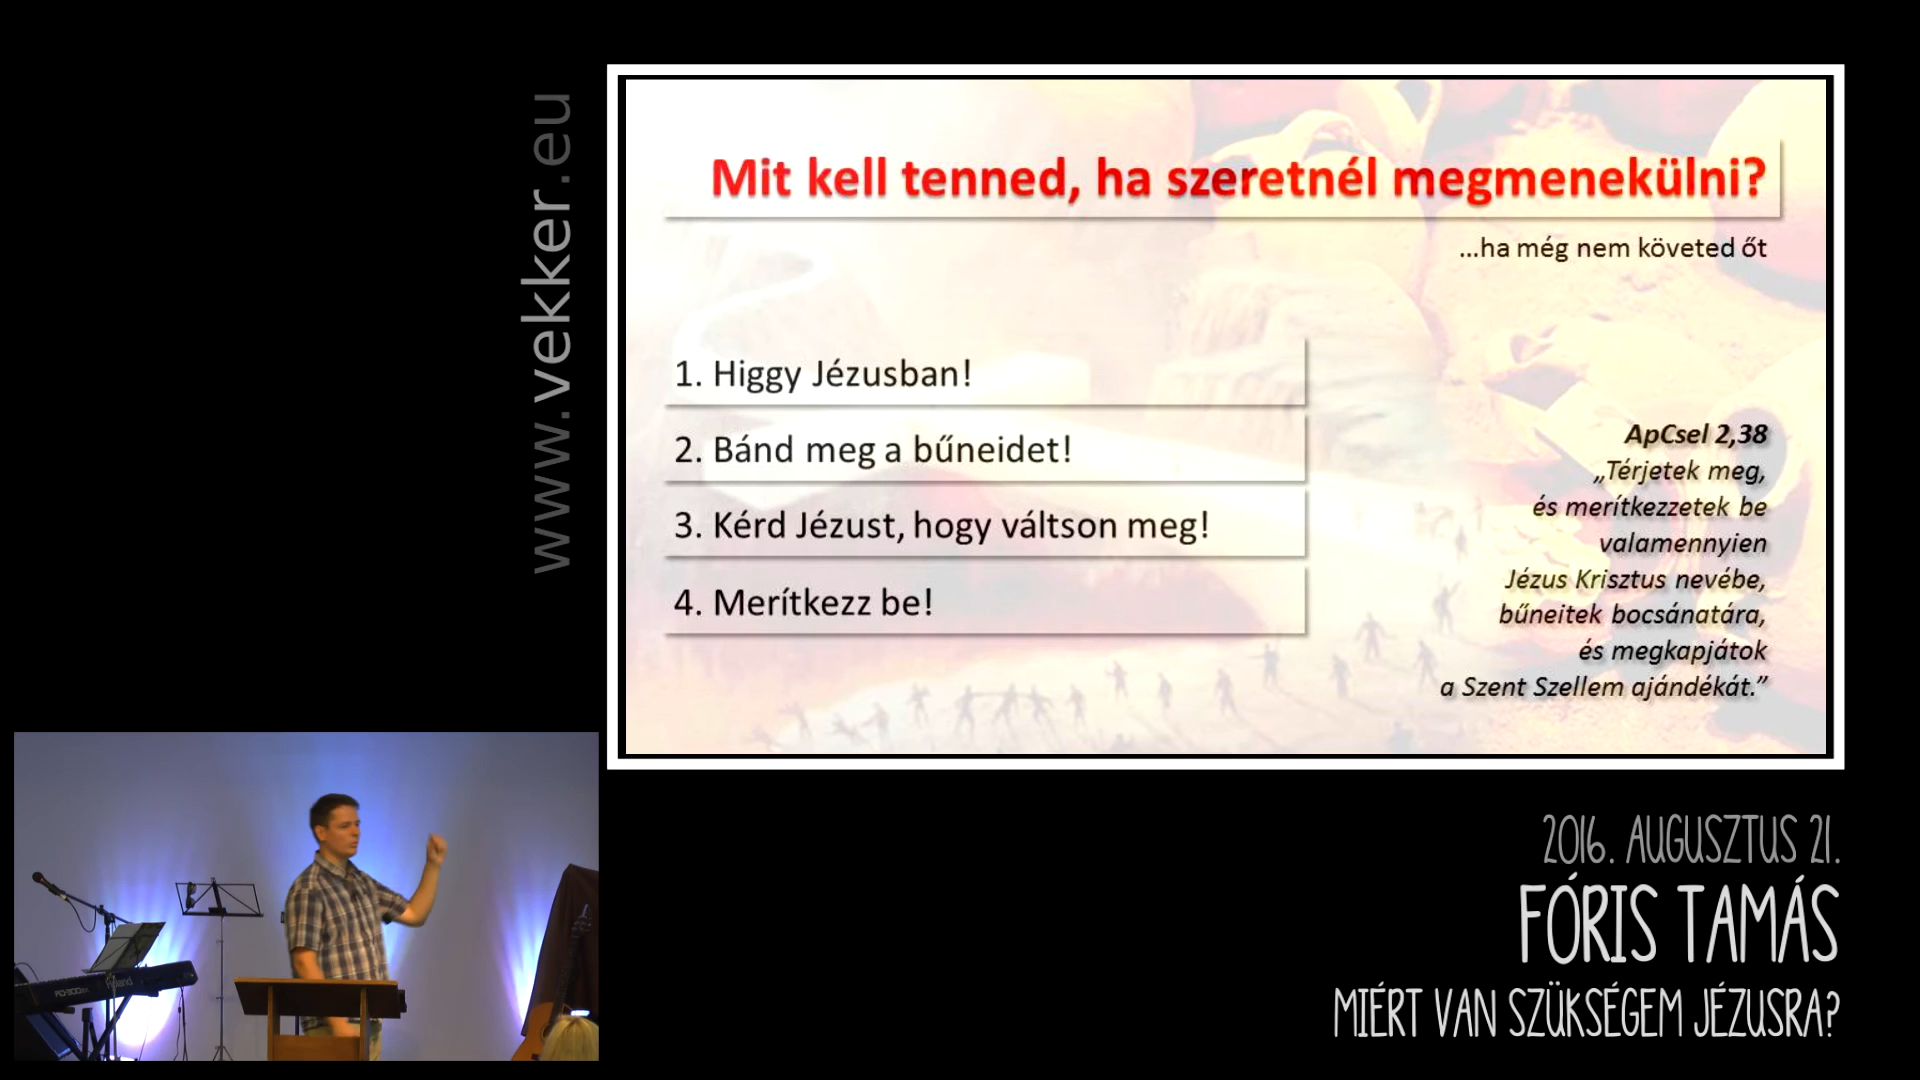 www.vekker.eu
Mit kell tenned, ha szeretnél megmenekülni?
...ha még nem követed őt
1. Higgy Jézusban!
2. Bánd meg a bűneidet!
3. Kérd Jézust, hogy váltson meg!
4. Merítkezz be!
ApCsel 2,38
„Térjetek meg,
és merítkezzetek be
valamennyien
Jézus Krisztus nevébe,
bűneitek bocsánatára,
és megkapjátok
a Szent Szellem ajándékát.”
Roland
2016. AUGUSZTUS 21.
FÓRIS TAMÁS
MIÉRT VAN SZÜKSÉGEM JÉZUSRA?